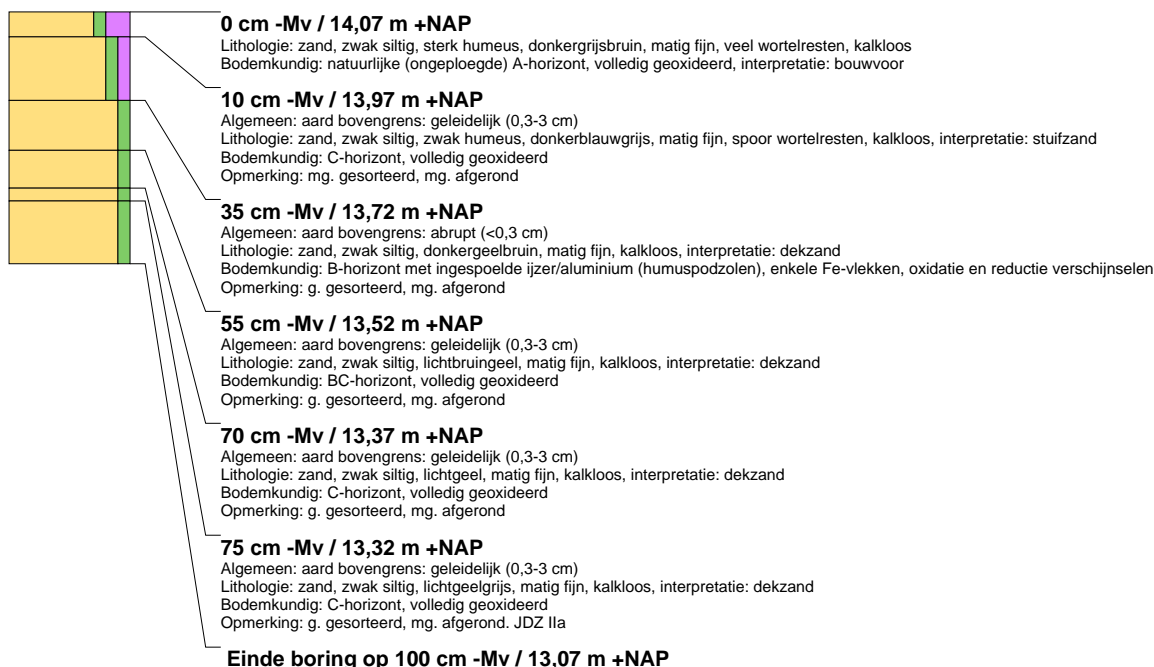 0 cm -Mv / 14,07 m +NAP
Lithologie: zand, zwak siltig, sterk humeus, donkergrijsbruin, matig fijn, veel wortelresten, kalkloos
Bodemkundig: natuurlijke (ongeploegde) A-horizont, volledig geoxideerd, interpretatie: bouwvoor
10 cm -Mv / 13,97 m +NAP
Algemeen: aard bovengrens: geleidelijk (0,3-3 cm)
Lithologie: zand, zwak siltig, zwak humeus, donkerblauwgrijs, matig fijn, spoor wortelresten, kalkloos, interpretatie: stuifzand
Bodemkundig: C-horizont, volledig geoxideerd
Opmerking: mg. gesorteerd, mg. afgerond
35 cm -Mv / 13,72 m +NAP
Algemeen: aard bovengrens: abrupt (<0,3 cm)
Lithologie: zand, zwak siltig, donkergeelbruin, matig fijn, kalkloos, interpretatie: dekzand
Bodemkundig: B-horizont met ingespoelde ijzer/aluminium (humuspodzolen), enkele Fe-vlekken, oxidatie en reductie verschijnselen
Opmerking: g. gesorteerd, mg. afgerond
55 cm -Mv / 13,52 m +NAP
Algemeen: aard bovengrens: geleidelijk (0,3-3 cm)
Lithologie: zand, zwak siltig, lichtbruingeel, matig fijn, kalkloos, interpretatie: dekzand
Bodemkundig: BC-horizont, volledig geoxideerd
Opmerking: g. gesorteerd, mg. afgerond
70 cm -Mv / 13,37 m +NAP
Algemeen: aard bovengrens: geleidelijk (0,3-3 cm)
Lithologie: zand, zwak siltig, lichtgeel, matig fijn, kalkloos, interpretatie: dekzand
Bodemkundig: C-horizont, volledig geoxideerd
Opmerking: g. gesorteerd, mg. afgerond
75 cm -Mv / 13,32 m +NAP
Algemeen: aard bovengrens: geleidelijk (0,3-3 cm)
Lithologie: zand, zwak siltig, lichtgeelgrijs, matig fijn, kalkloos, interpretatie: dekzand
Bodemkundig: C-horizont, volledig geoxideerd
Opmerking: g. gesorteerd, mg. afgerond. JDZ IIa
Einde boring op 100 cm -Mv / 13,07 m +NAP